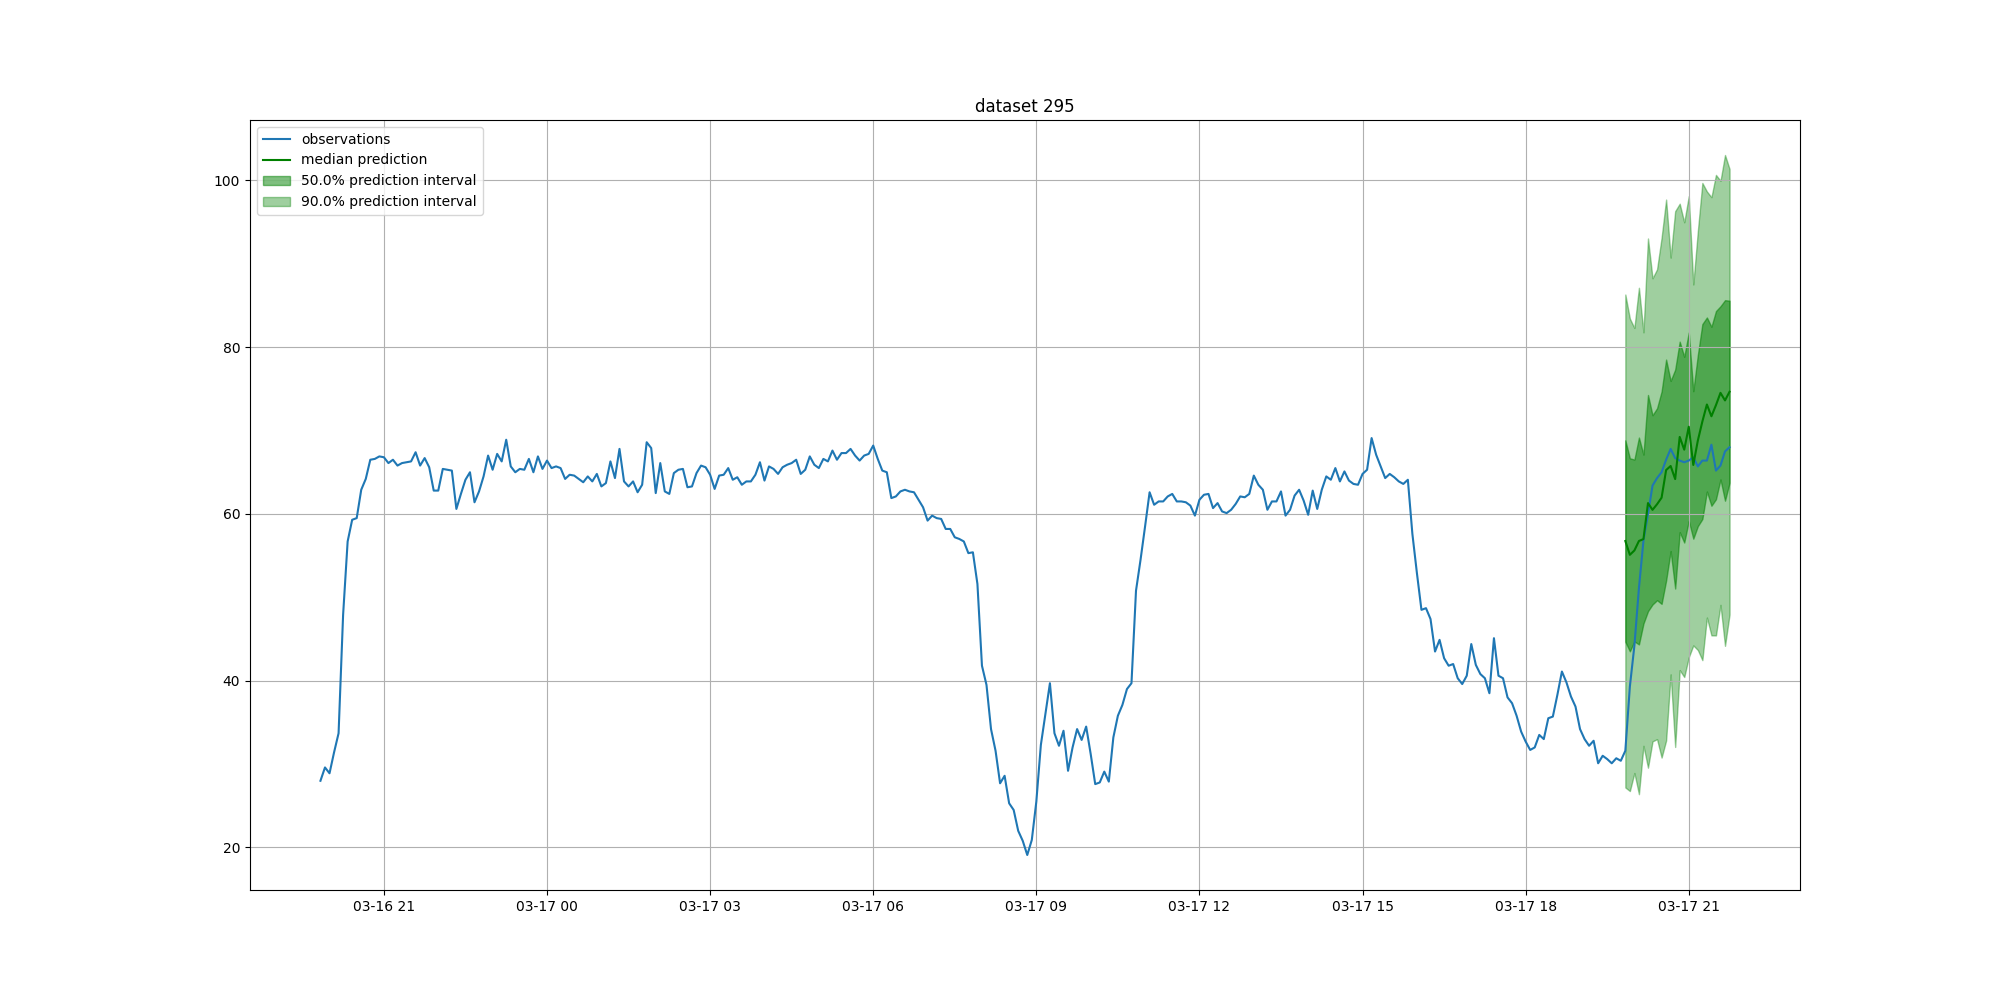 dataset 295
observations
median prediction
50.0% prediction interval
90.0% prediction interval
100
80
60
40
20
03-16 21
03-17 00
03-17 03
03-17 06
03-17 09
03-17 12
03-17 15
03-17 18
03-17 21